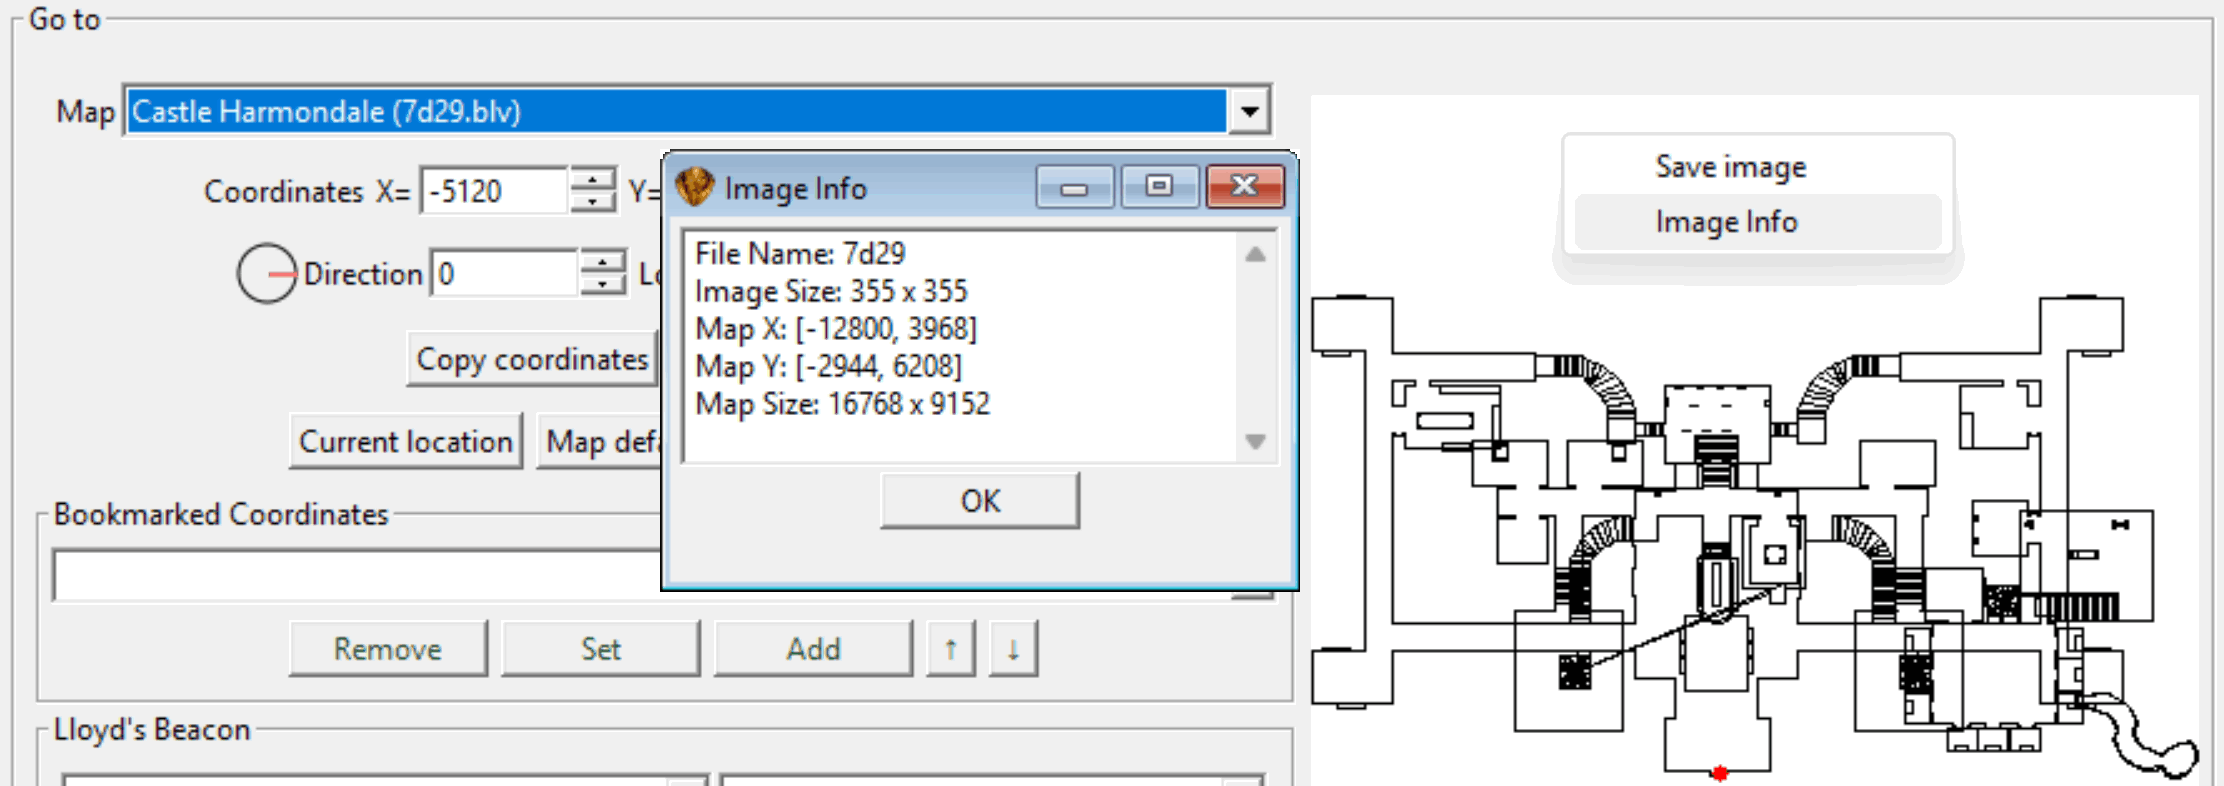 Go to
Map Castle Harmondale (7d29.blv)
Coordinates X= -5120 Y=
Direction 0
Copy coordinates
Current location Map
Bookmarked Coordinates
Remove Set Add ↑ ↓
Lloyd's Beacon
Image Info
File Name: 7d29
Image Size: 355 x 355
Map X: [-12800, 3968]
Map Y: [-2944, 6208]
Map Size: 16768 x 9152
OK
Save image
Image Info